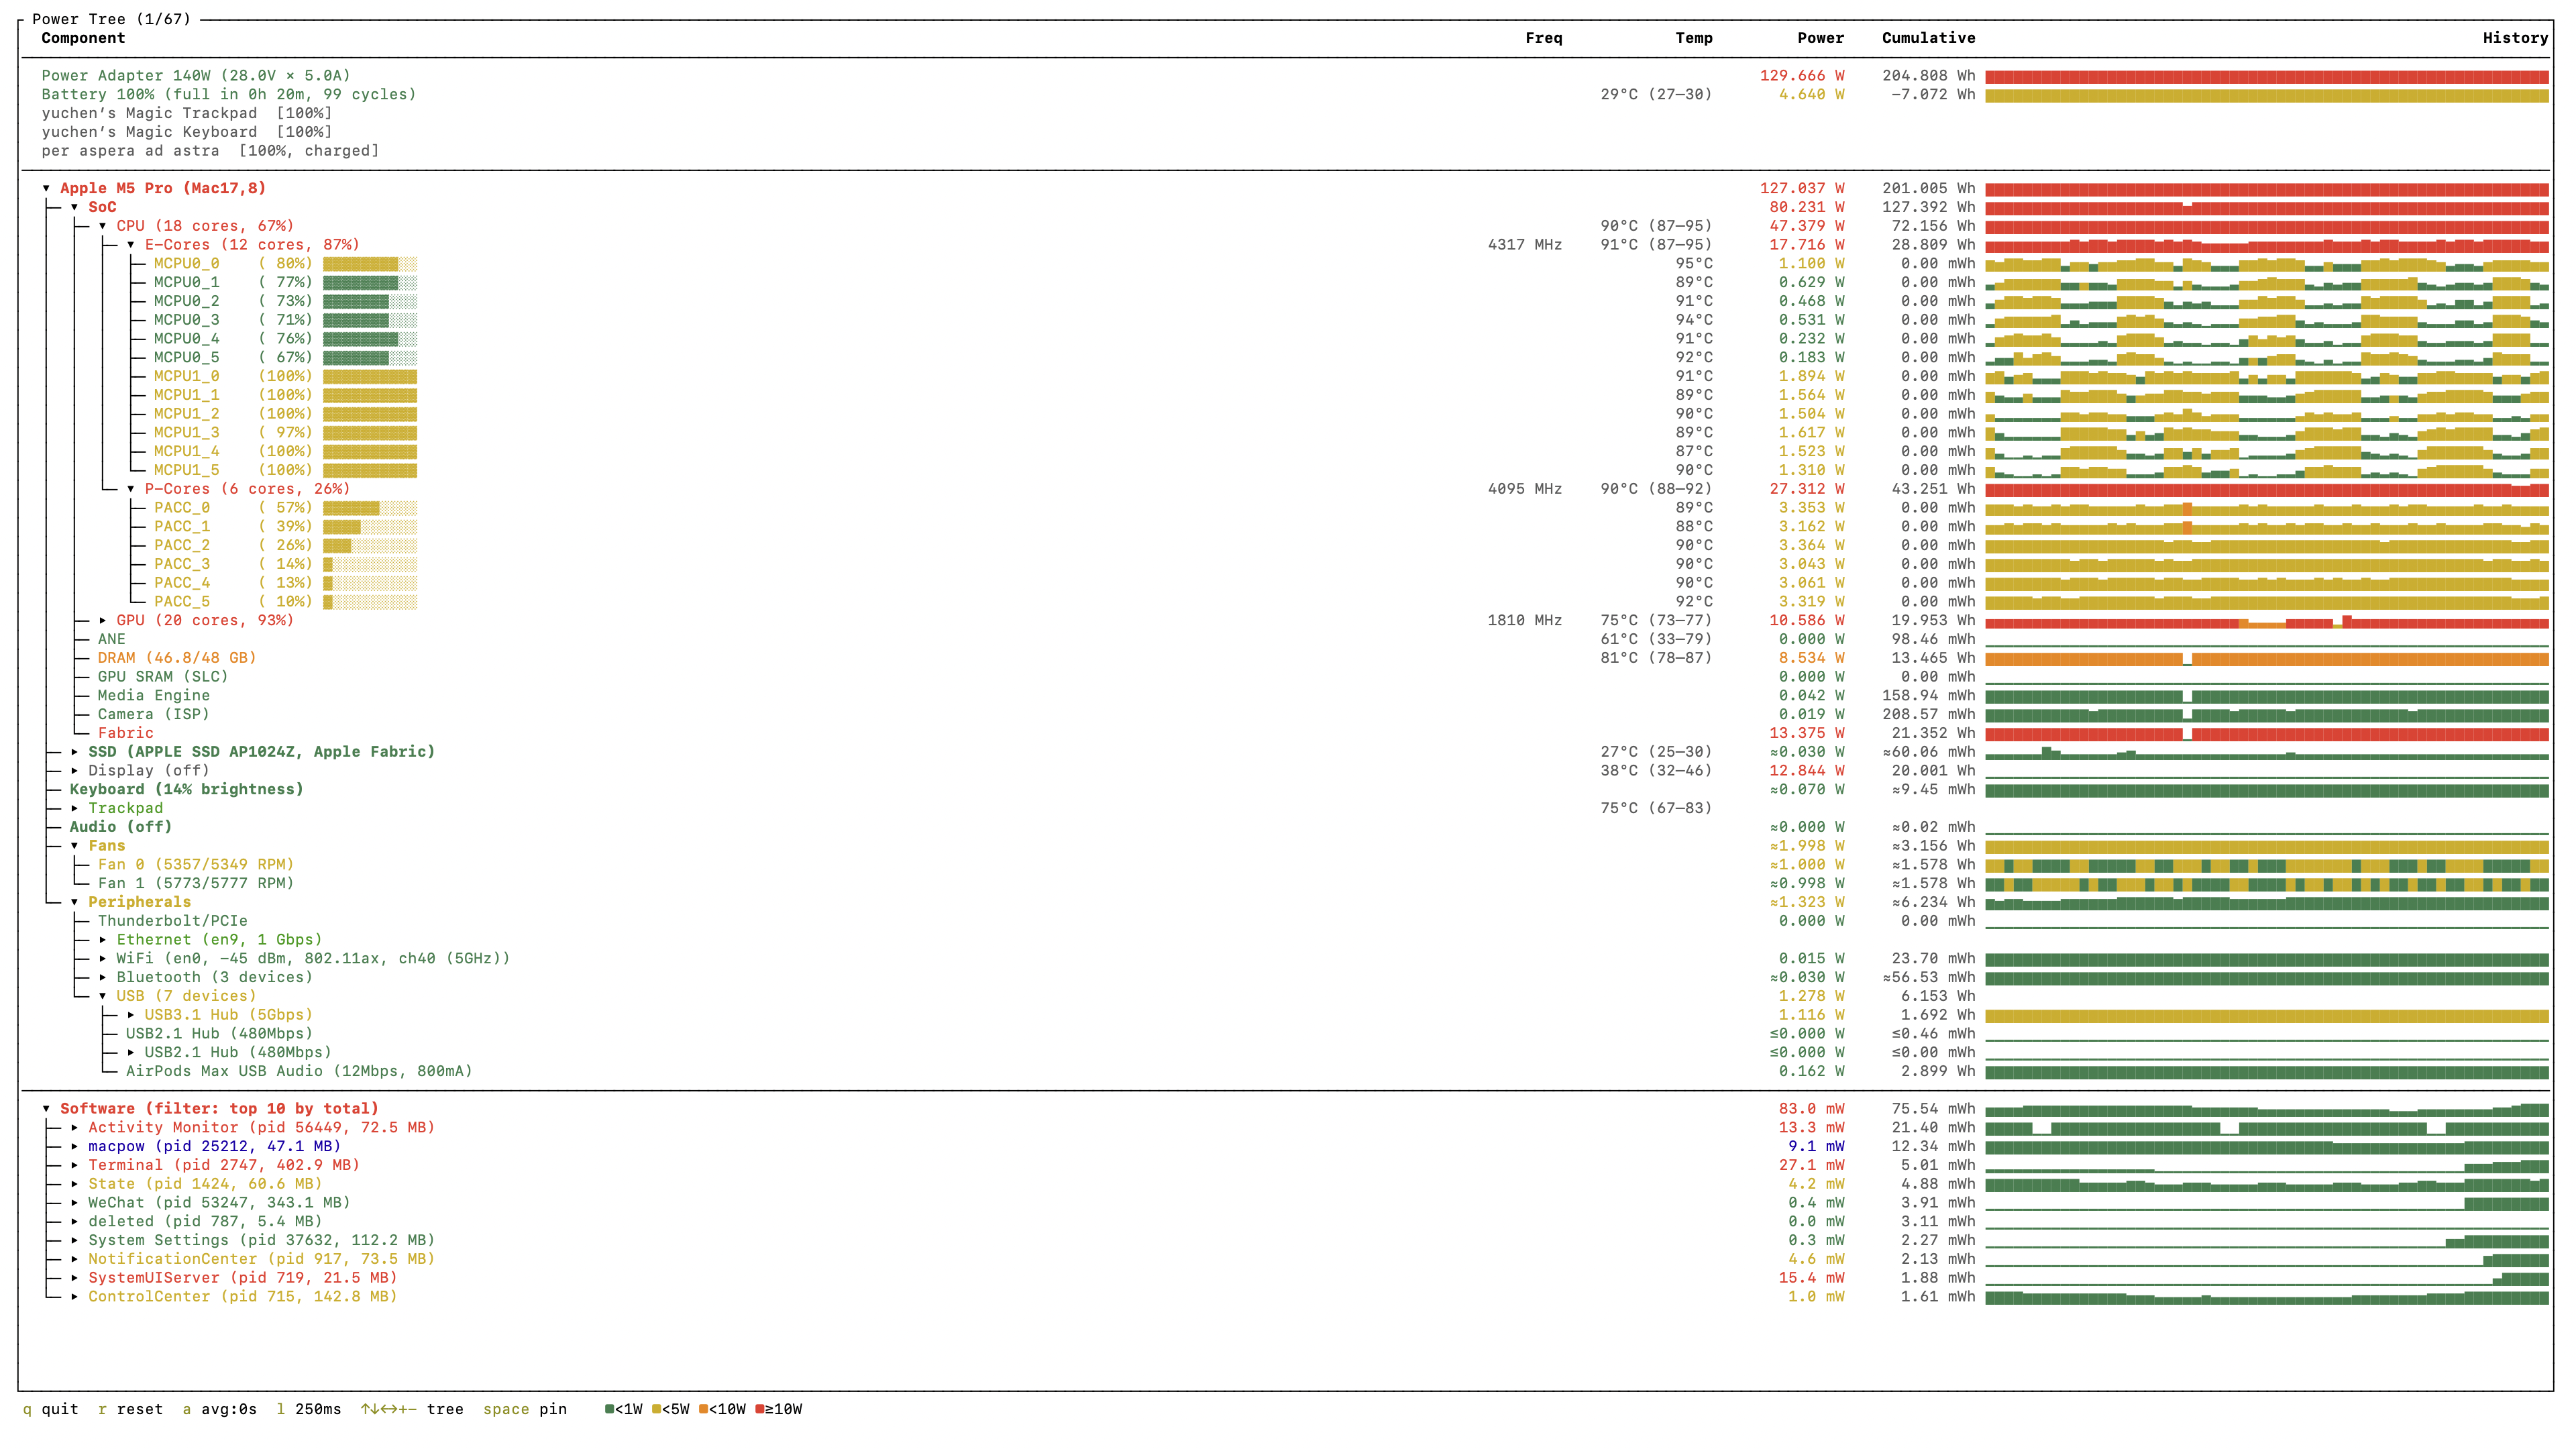 Power Tree (1/67)
Component Freq Temp Power Cumulative History
Power Adapter 140W (28.0V × 5.0A) 129.666 W 204.808 Wh
Battery 100% (full in 0h 20m, 99 cycles) 29°C (27–30) 4.640 W -7.072 Wh
yuchen’s Magic Trackpad [100%]
yuchen’s Magic Keyboard [100%]
per aspera ad astra [100%, charged]
▼ Apple M5 Pro (Mac17,8) 127.037 W 201.005 Wh
▼ SoC 80.231 W 127.392 Wh
▼ CPU (18 cores, 67%) 90°C (87–95) 47.379 W 72.156 Wh
▼ E-Cores (12 cores, 87%) 4317 MHz 91°C (87–95) 17.716 W 28.809 Wh
MCPU0_0 ( 80%) 95°C 1.100 W 0.00 mWh
MCPU0_1 ( 77%) 89°C 0.629 W 0.00 mWh
MCPU0_2 ( 73%) 91°C 0.468 W 0.00 mWh
MCPU0_3 ( 71%) 94°C 0.531 W 0.00 mWh
MCPU0_4 ( 76%) 91°C 0.232 W 0.00 mWh
MCPU0_5 ( 67%) 92°C 0.183 W 0.00 mWh
MCPU1_0 (100%) 91°C 1.894 W 0.00 mWh
MCPU1_1 (100%) 89°C 1.564 W 0.00 mWh
MCPU1_2 (100%) 90°C 1.504 W 0.00 mWh
MCPU1_3 ( 97%) 89°C 1.617 W 0.00 mWh
MCPU1_4 (100%) 87°C 1.523 W 0.00 mWh
MCPU1_5 (100%) 90°C 1.310 W 0.00 mWh
▼ P-Cores (6 cores, 26%) 4095 MHz 90°C (88–92) 27.312 W 43.251 Wh
PACC_0 ( 57%) 89°C 3.353 W 0.00 mWh
PACC_1 ( 39%) 88°C 3.162 W 0.00 mWh
PACC_2 ( 26%) 90°C 3.364 W 0.00 mWh
PACC_3 ( 14%) 90°C 3.043 W 0.00 mWh
PACC_4 ( 13%) 90°C 3.061 W 0.00 mWh
PACC_5 ( 10%) 92°C 3.319 W 0.00 mWh
▶ GPU (20 cores, 93%) 1810 MHz 75°C (73–77) 10.586 W 19.953 Wh
ANE 61°C (33–79) 0.000 W 98.46 mWh
DRAM (46.8/48 GB) 81°C (78–87) 8.534 W 13.465 Wh
GPU SRAM (SLC) 0.000 W 0.00 mWh
Media Engine 0.042 W 158.94 mWh
Camera (ISP) 0.019 W 208.57 mWh
Fabric 13.375 W 21.352 Wh
▶ SSD (APPLE SSD AP1024Z, Apple Fabric) 27°C (25–30) ≈0.030 W ≈60.06 mWh
▶ Display (off) 38°C (32–46) 12.844 W 20.001 Wh
Keyboard (14% brightness) ≈0.070 W ≈9.45 mWh
▶ Trackpad 75°C (67–83)
Audio (off) ≈0.000 W ≈0.02 mWh
▼ Fans ≈1.998 W ≈3.156 Wh
Fan 0 (5357/5349 RPM) ≈1.000 W ≈1.578 Wh
Fan 1 (5773/5777 RPM) ≈0.998 W ≈1.578 Wh
▼ Peripherals ≈1.323 W ≈6.234 Wh
Thunderbolt/PCIe 0.000 W 0.00 mWh
▶ Ethernet (en9, 1 Gbps)
▶ WiFi (en0, -45 dBm, 802.11ax, ch40 (5GHz)) 0.015 W 23.70 mWh
▶ Bluetooth (3 devices) ≈0.030 W ≈56.53 mWh
▼ USB (7 devices) 1.278 W 6.153 Wh
▶ USB3.1 Hub (5Gbps) 1.116 W 1.692 Wh
USB2.1 Hub (480Mbps) ≤0.000 W ≤0.46 mWh
▶ USB2.1 Hub (480Mbps) ≤0.000 W ≤0.00 mWh
AirPods Max USB Audio (12Mbps, 800mA) 0.162 W 2.899 Wh
▼ Software (filter: top 10 by total) 83.0 mW 75.54 mWh
▶ Activity Monitor (pid 56449, 72.5 MB) 13.3 mW 21.40 mWh
▶ macpow (pid 25212, 47.1 MB) 9.1 mW 12.34 mWh
▶ Terminal (pid 2747, 402.9 MB) 27.1 mW 5.01 mWh
▶ State (pid 1424, 60.6 MB) 4.2 mW 4.88 mWh
▶ WeChat (pid 53247, 343.1 MB) 0.4 mW 3.91 mWh
▶ deleted (pid 787, 5.4 MB) 0.0 mW 3.11 mWh
▶ System Settings (pid 37632, 112.2 MB) 0.3 mW 2.27 mWh
▶ NotificationCenter (pid 917, 73.5 MB) 4.6 mW 2.13 mWh
▶ SystemUIServer (pid 719, 21.5 MB) 15.4 mW 1.88 mWh
▶ ControlCenter (pid 715, 142.8 MB) 1.0 mW 1.61 mWh
q quit r reset a avg:0s l 250ms ↑↓↔+- tree space pin ■<1W ■<5W ■<10W ■≥10W